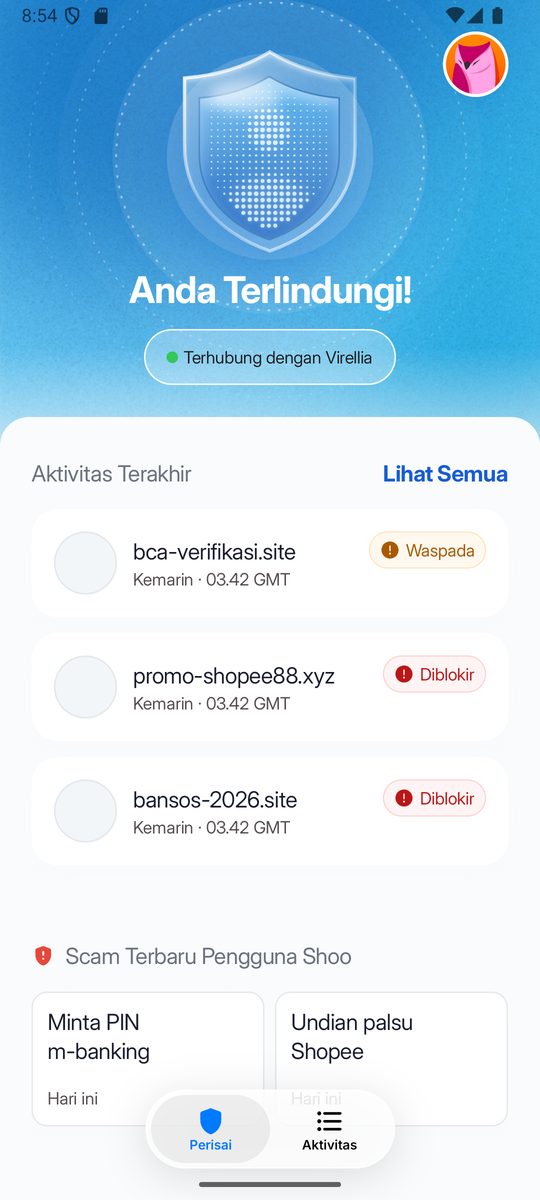 8:54
Anda Terlindungi!
Terhubung dengan Virellia
Aktivitas Terakhir
Lihat Semua
bca-verifikasi.site
Waspada
Kemarin · 03.42 GMT
promo-shopee88.xyz
Diblokir
Kemarin · 03.42 GMT
bansos-2026.site
Diblokir
Kemarin · 03.42 GMT
Scam Terbaru Pengguna Shoo
Minta PIN
m-banking
Hari ini
Undian palsu
Shopee
Hari ini
Perisai
Aktivitas